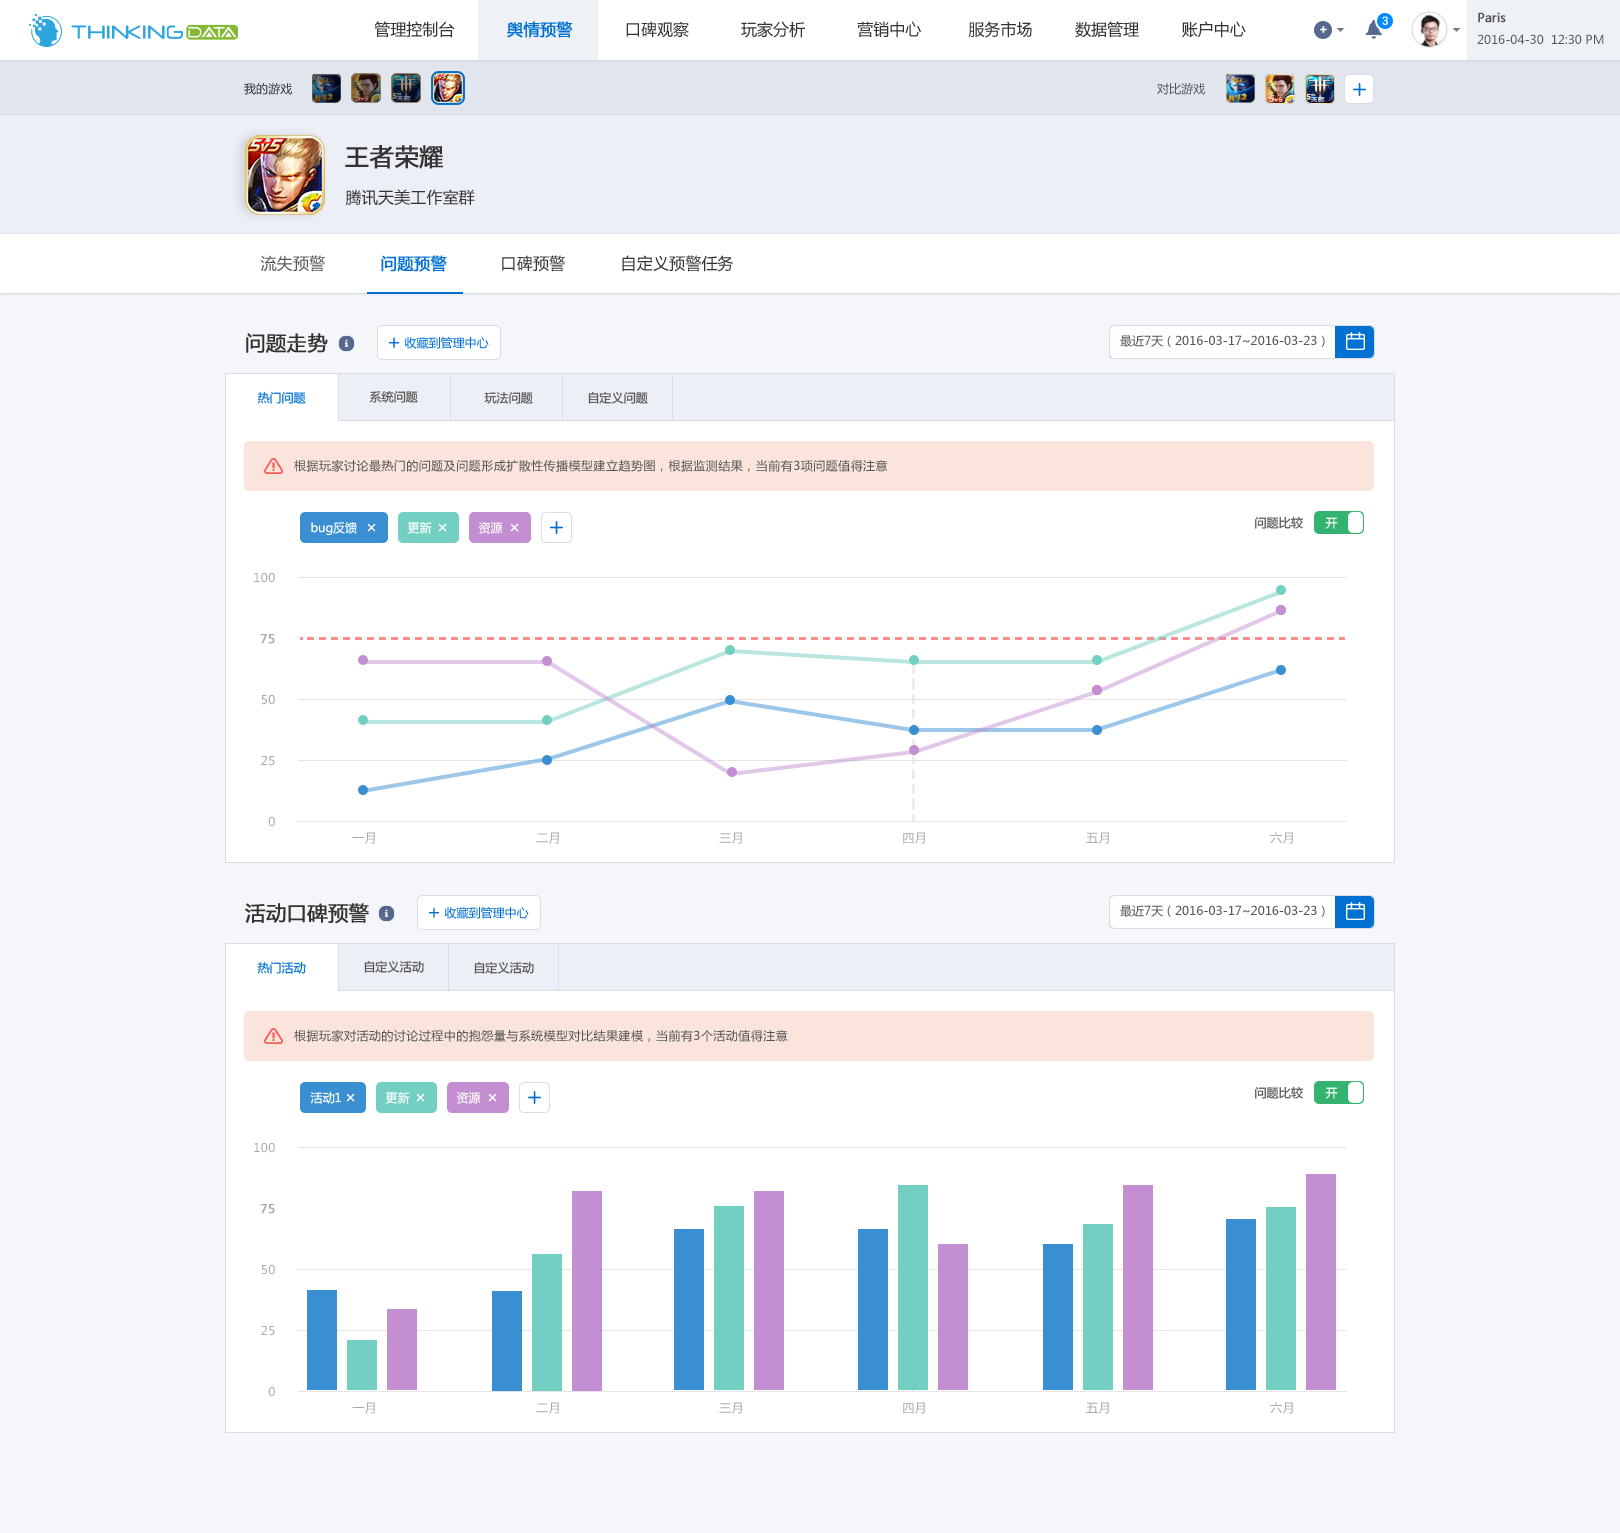 THINKING DATA
管理控制台 舆情预警 口碑观察 玩家分析 营销中心 服务市场 数据管理 账户中心 3
Paris
2016-04-30 12:30 PM
我的游戏 对比游戏
5v5
王者荣耀
腾讯天美工作室群
流失预警 问题预警 口碑预警 自定义预警任务
问题走势 收藏到管理中心 最近7天 ( 2016-03-17~2016-03-23 )
热门问题 系统问题 玩法问题 自定义问题
根据玩家讨论最热门的问题及问题形成扩散性传播模型建立趋势图，根据监测结果，当前有3项问题值得注意
bug反馈 × 更新 × 资源 × + 问题比较 开
100
75
50
25
0
一月 二月 三月 四月 五月 六月
活动口碑预警 收藏到管理中心 最近7天 ( 2016-03-17~2016-03-23 )
热门活动 自定义活动 自定义活动
根据玩家对活动的讨论过程中的抱怨量与系统模型对比结果建模，当前有3个活动值得注意
活动1 × 更新 × 资源 × + 问题比较 开
100
75
50
25
0
一月 二月 三月 四月 五月 六月